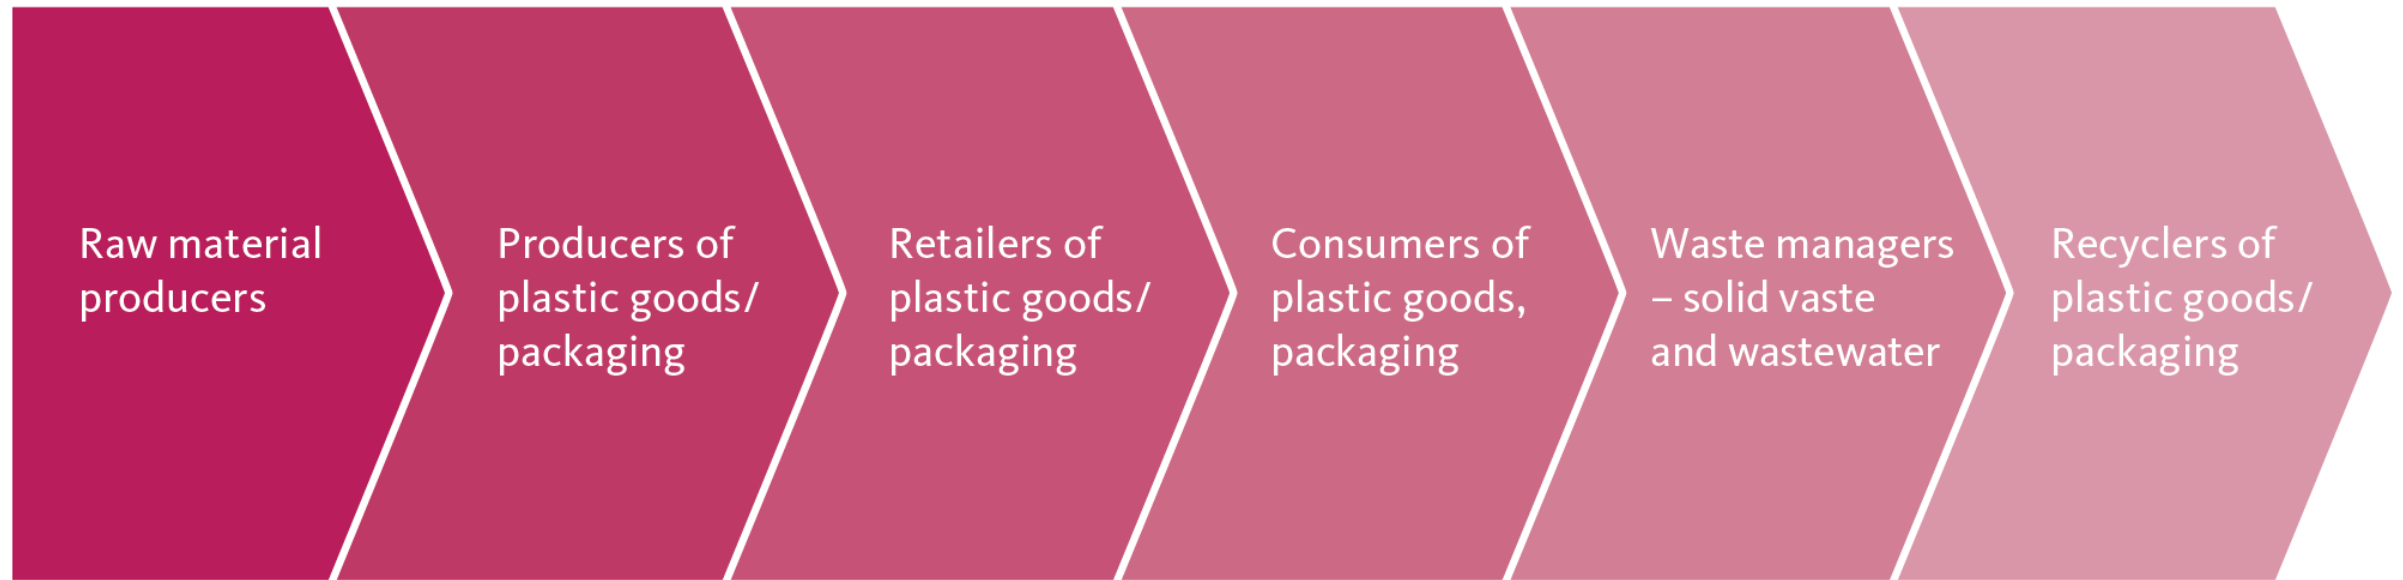 Raw material
producers
Producers of
plastic goods/
packaging
Retailers of
plastic goods/
packaging
Consumers of
plastic goods,
packaging
Waste managers
– solid vaste
and wastewater
Recyclers of
plastic goods/
packaging